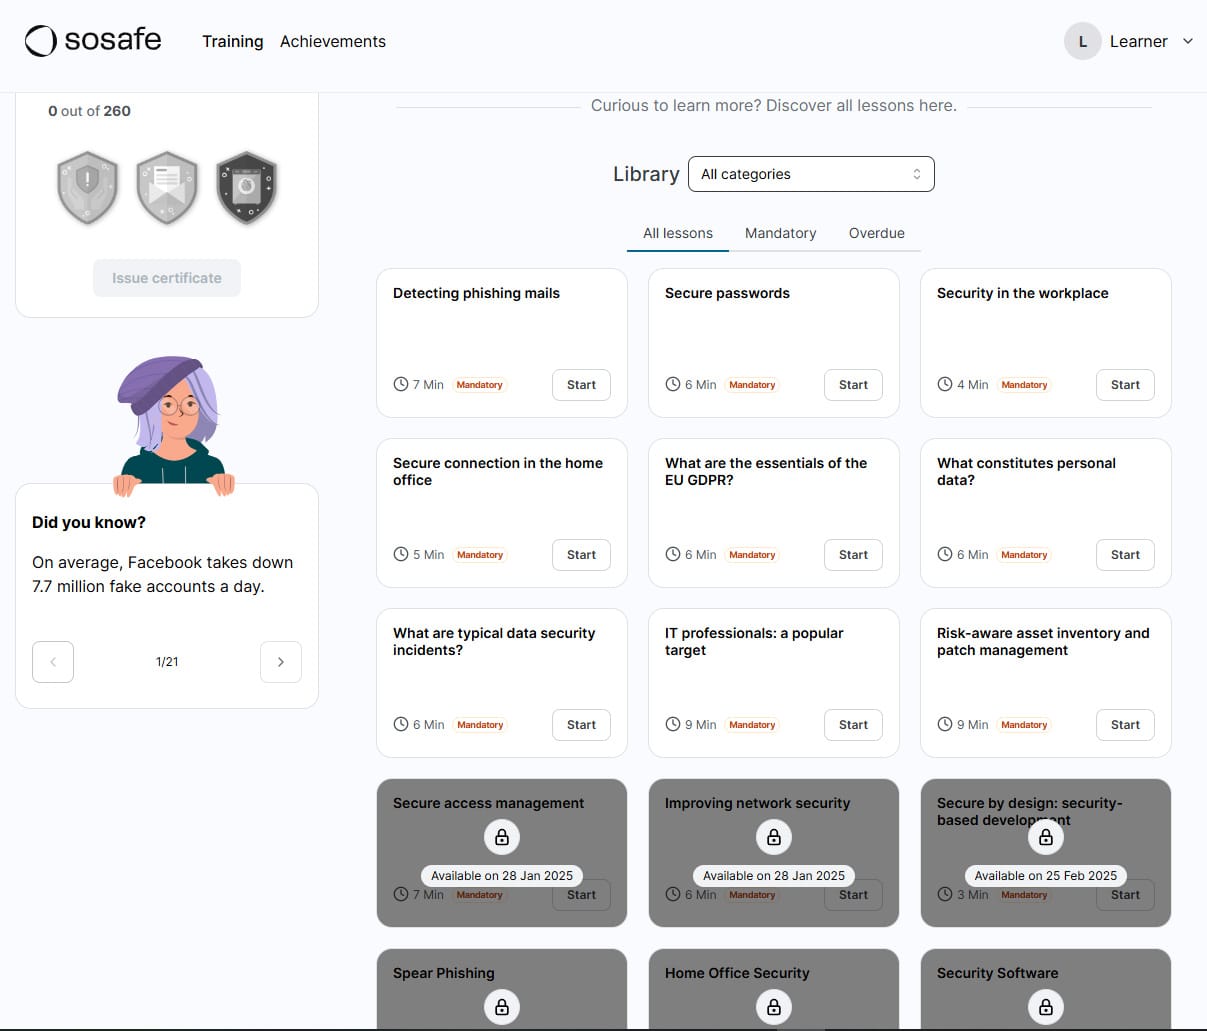 sosafe
Training
Achievements
L
Learner
0 out of 260
Issue certificate
Did you know?
On average, Facebook takes down
7.7 million fake accounts a day.
1/21
Curious to learn more? Discover all lessons here.
Library
All categories
All lessons
Mandatory
Overdue
Detecting phishing mails
7 Min
Mandatory
Start
Secure passwords
6 Min
Mandatory
Start
Security in the workplace
4 Min
Mandatory
Start
Secure connection in the home
office
5 Min
Mandatory
Start
What are the essentials of the
EU GDPR?
6 Min
Mandatory
Start
What constitutes personal
data?
6 Min
Mandatory
Start
What are typical data security
incidents?
6 Min
Mandatory
Start
IT professionals: a popular
target
9 Min
Mandatory
Start
Risk-aware asset inventory and
patch management
9 Min
Mandatory
Start
Secure access management
Available on 28 Jan 2025
7 Min
Mandatory
Start
Improving network security
Available on 28 Jan 2025
6 Min
Mandatory
Start
Secure by design: security-
based development
Available on 25 Feb 2025
3 Min
Mandatory
Start
Spear Phishing
Home Office Security
Security Software